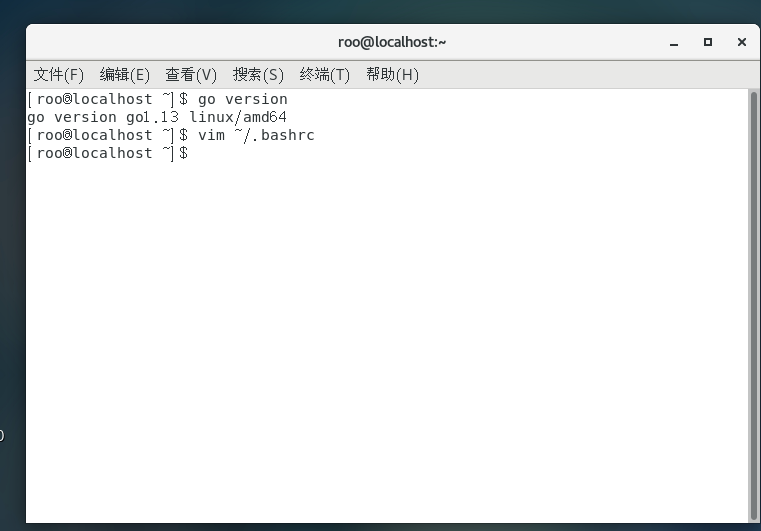 roo@localhost:~
文件(F) 编辑(E) 查看(V) 搜索(S) 终端(T) 帮助(H)
[roo@localhost ~]$ go version
go version go1.13 linux/amd64
[roo@localhost ~]$ vim ~/.bashrc
[roo@localhost ~]$